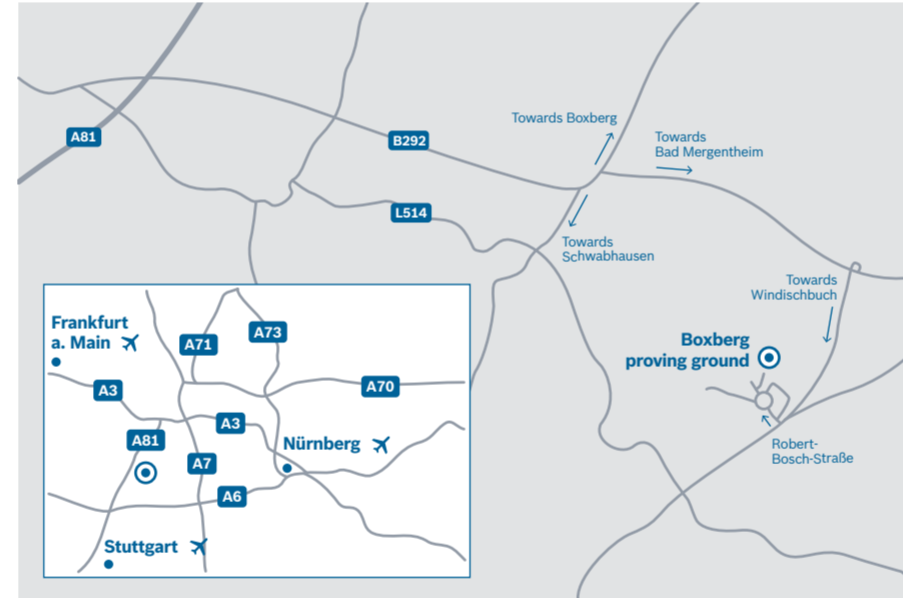 A81
B292
L514
Towards Boxberg
Towards
Bad Mergentheim
Towards
Schwabhausen
Towards
Windischbuch
Boxberg
proving ground
Robert-
Bosch-Straße
Frankfurt
a. Main
A71
A73
A3
A70
A3
A81
Nürnberg
A7
A6
Stuttgart